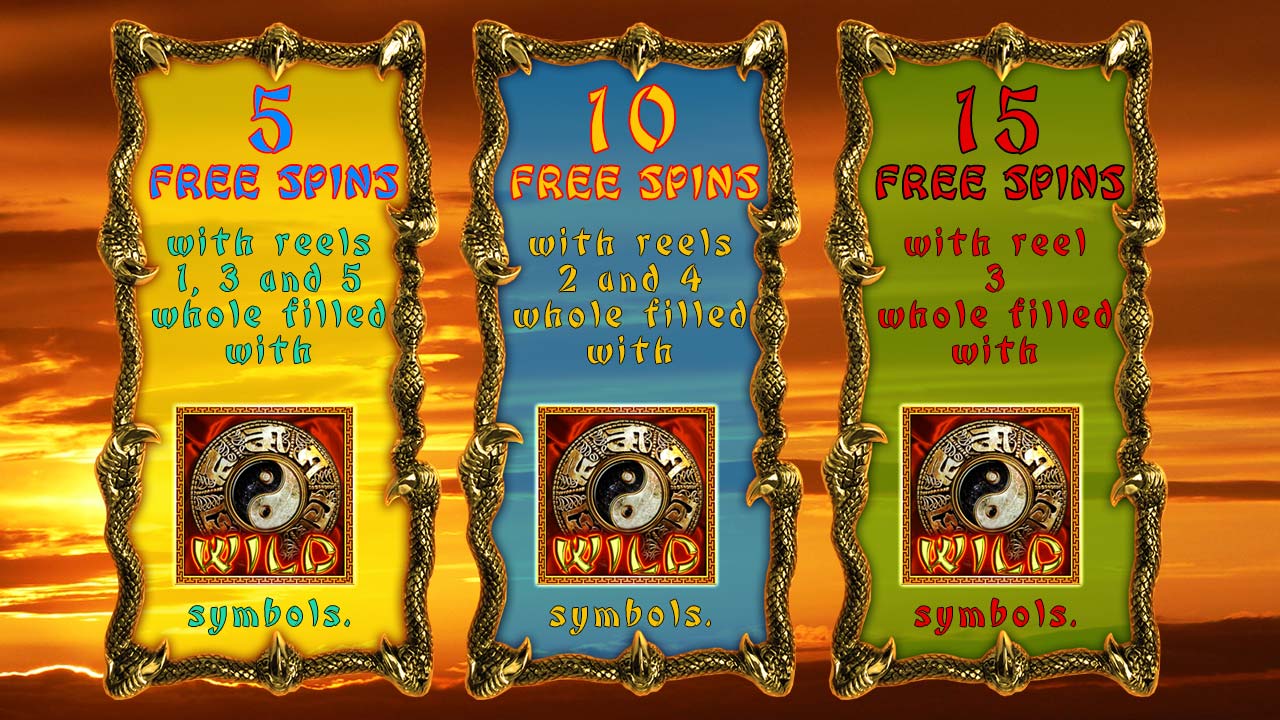 5
FREE SPINS
with reels
1, 3 and 5
whole filled
with
WILD
symbols.
10
FREE SPINS
with reels
2 and 4
whole filled
with
WILD
symbols.
15
FREE SPINS
with reel
3
whole filled
with
WILD
symbols.